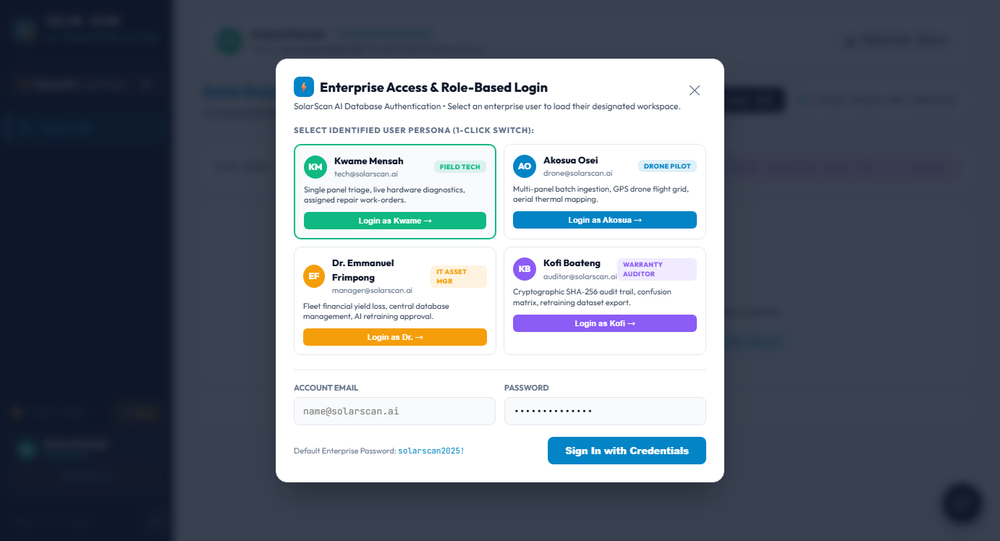 Enterprise Access & Role-Based Login
SolarScan AI Database Authentication • Select an enterprise user to load their designated workspace.
SELECT IDENTIFIED USER PERSONA (1-CLICK SWITCH):
KM
Kwame Mensah
tech@solarscan.ai
FIELD TECH
Single panel triage, live hardware diagnostics,
assigned repair work-orders.
Login as Kwame →
AO
Akosua Osei
drone@solarscan.ai
DRONE PILOT
Multi-panel batch ingestion, GPS drone flight grid,
aerial thermal mapping.
Login as Akosua →
EF
Dr. Emmanuel
Frimpong
manager@solarscan.ai
IT ASSET
MGR
Fleet financial yield loss, central database
management, AI retraining approval.
Login as Dr. →
KB
Kofi Boateng
auditor@solarscan.ai
WARRANTY
AUDITOR
Cryptographic SHA-256 audit trail, confusion
matrix, retraining dataset export.
Login as Kofi →
ACCOUNT EMAIL
name@solarscan.ai
PASSWORD
••••••••••••••
Default Enterprise Password: solarscan2025!
Sign In with Credentials